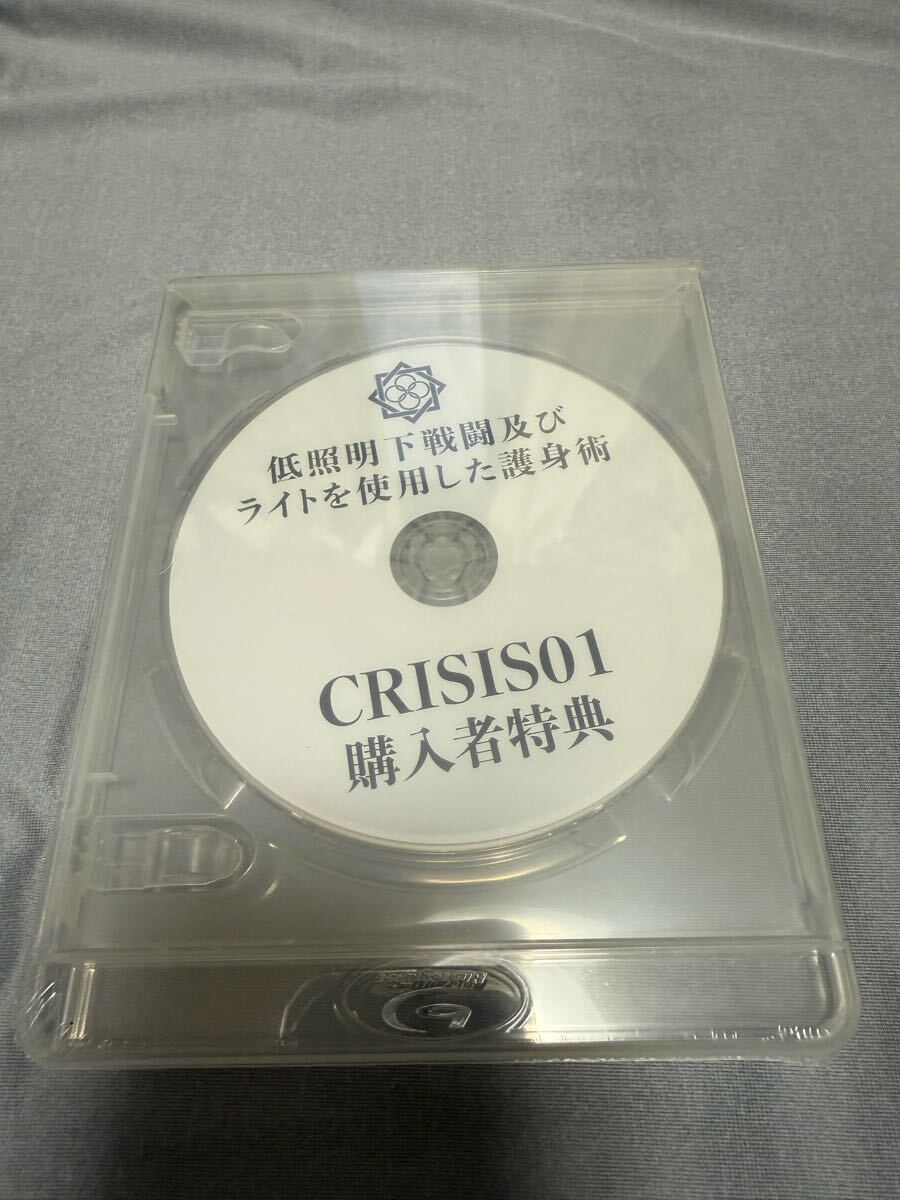 低照明下戦闘及び
ライトを使用した護身術
CRISIS01
購入者特典